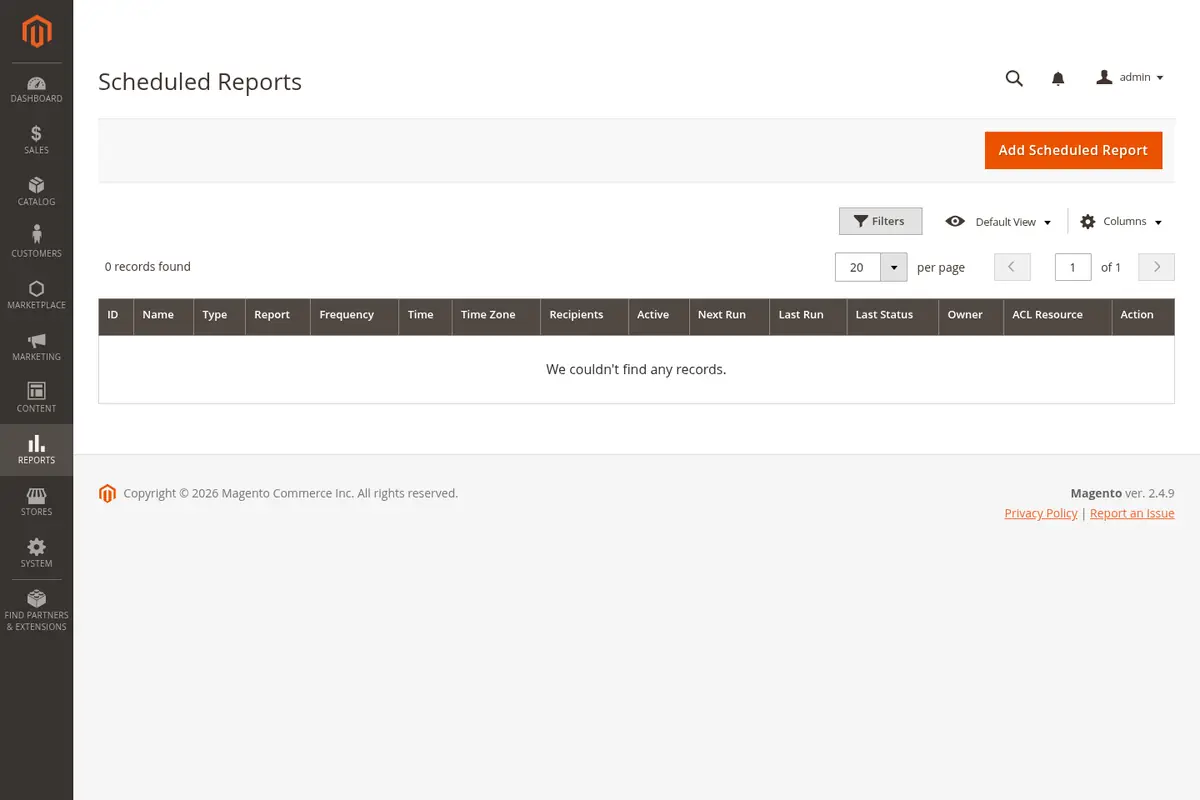 DASHBOARD
SALES
CATALOG
CUSTOMERS
MARKETPLACE
MARKETING
CONTENT
REPORTS
STORES
SYSTEM
FIND PARTNERS
& EXTENSIONS
Scheduled Reports
admin
Add Scheduled Report
Filters
Default View
Columns
0 records found
20
per page
1
of 1
ID Name Type Report Frequency Time Time Zone Recipients Active Next Run Last Run Last Status Owner ACL Resource Action
We couldn't find any records.
Copyright © 2026 Magento Commerce Inc. All rights reserved.
Magento ver. 2.4.9
Privacy Policy | Report an Issue